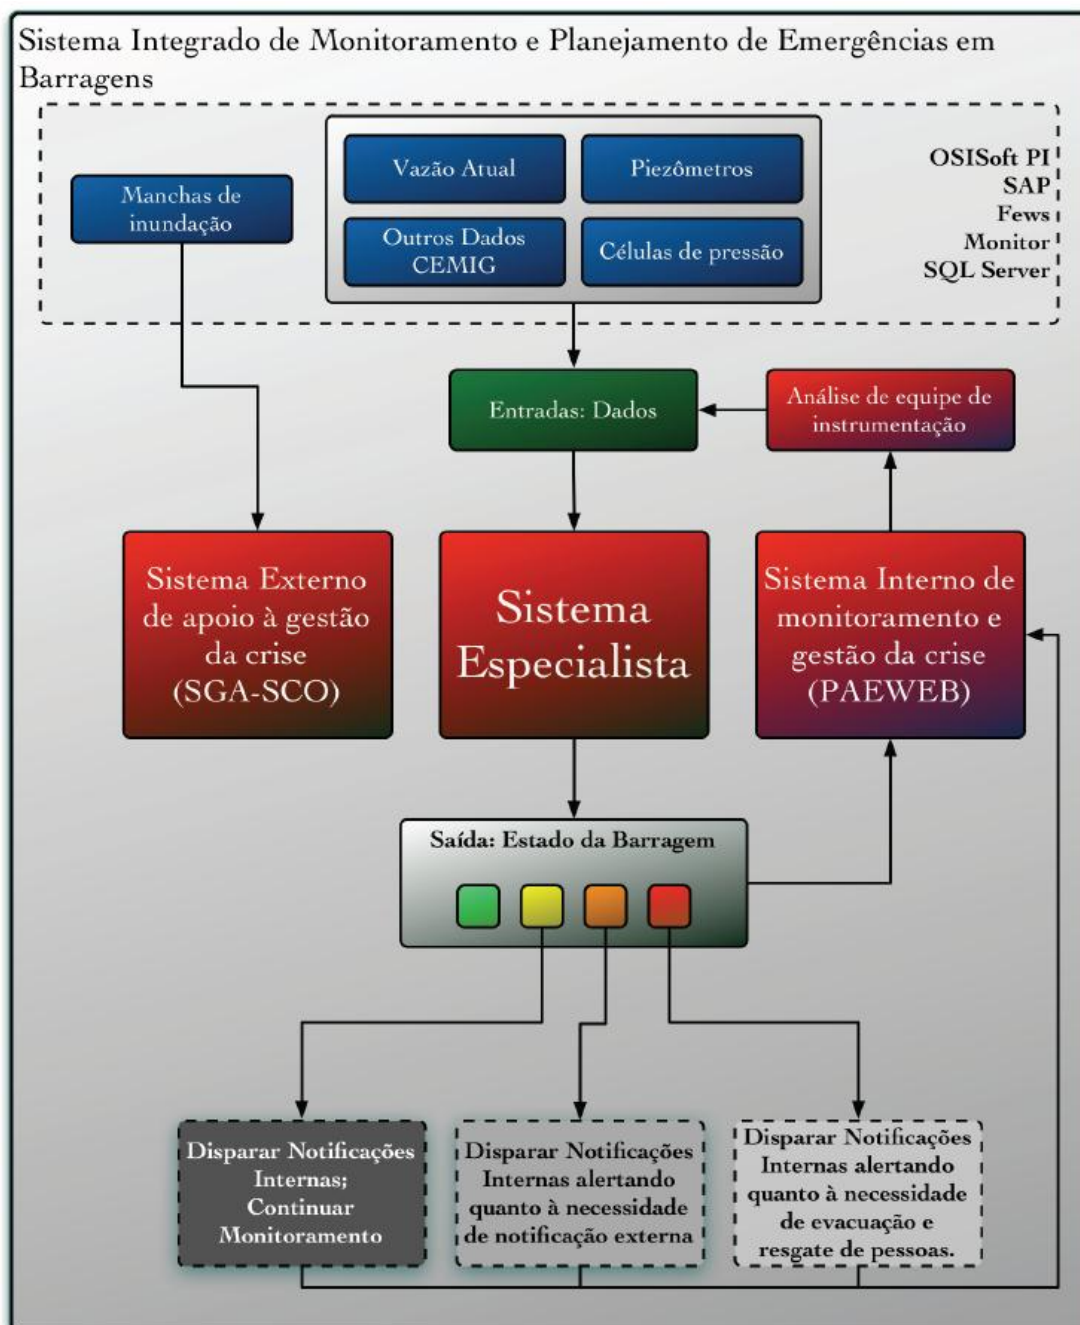 Sistema Integrado de Monitoramento e Planejamento de Emergências em
Barragens
Vazão Atual
Piezômetros
OSISoft PI
SAP
Fews
Monitor
SQL Server
Manchas de
inundação
Outros Dados
CEMIG
Células de pressão
Entradas: Dados
Análise de equipe de
instrumentação
Sistema Externo
de apoio à gestão
da crise
(SGA-SCO)
Sistema
Especialista
Sistema Interno de
monitoramento e
gestão da crise
(PAEWEB)
Saída: Estado da Barragem
Disparar Notificações
Internas;
Continuar
Monitoramento
Disparar Notificações
Internas alertando
quanto à necessidade
de notificação externa
Disparar Notificações
Internas alertando
quanto à necessidade
de evacuação e
resgate de pessoas.